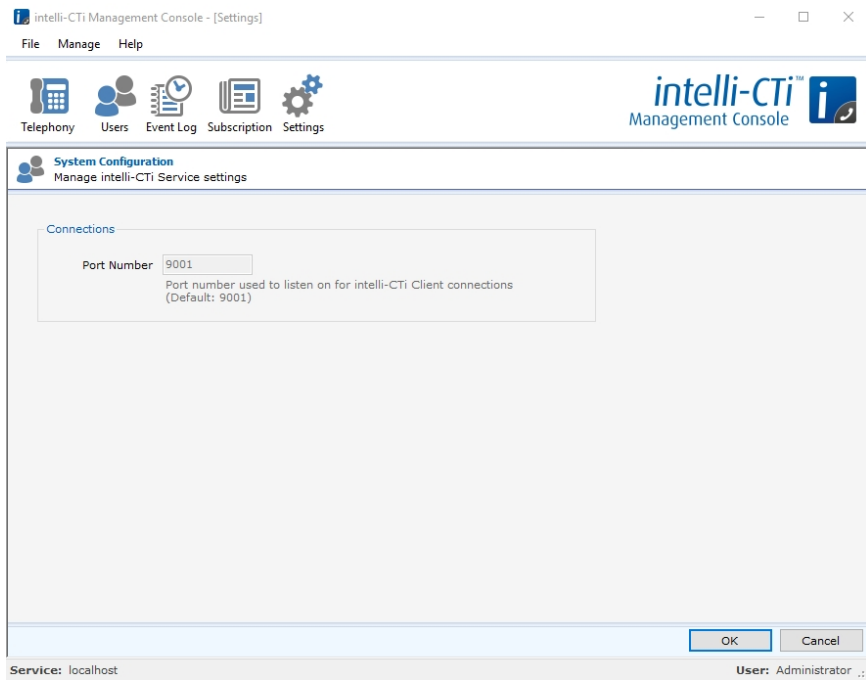 intelli-CTi Management Console - [Settings]
File Manage Help
Telephony Users Event Log Subscription Settings
intelli-CTi™
Management Console
System Configuration
Manage intelli-CTi Service settings
Connections
Port Number 9001
Port number used to listen on for intelli-CTi Client connections
(Default: 9001)
OK Cancel
Service: localhost User: Administrator